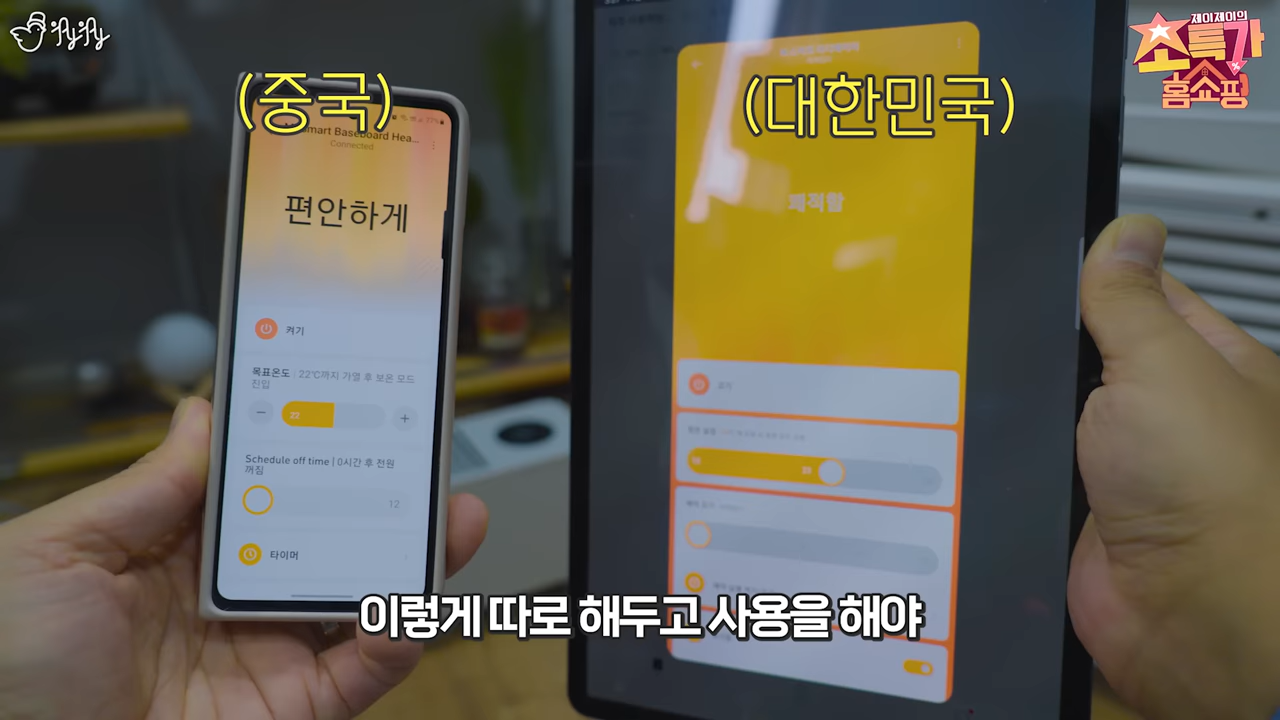 제이제이의
소특가
홈쇼핑
(중국)
(대한민국)
Smart Baseboard Hea...
Connected
편안하게
켜기
목표온도 | 22℃까지 가열 후 보온 모드
진입
22
Schedule off time | 0시간 후 전원
꺼짐
12
타이머
쾌적함
이렇게 따로 해두고 사용을 해야